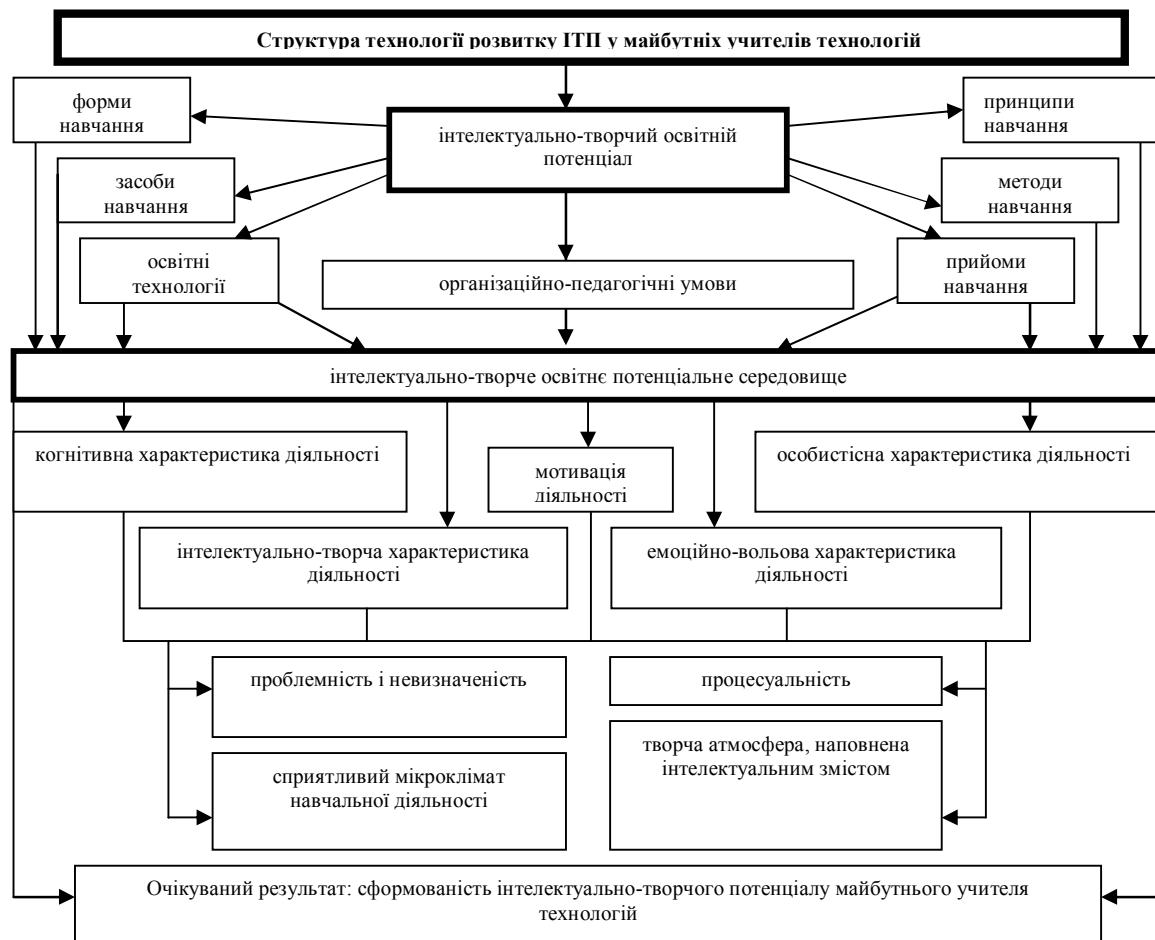 Структура технології розвитку ІТП у майбутніх учителів технологій
форми
навчання
принципи
навчання
інтелектуально-творчий освітній
потенціал
засоби
навчання
методи
навчання
освітні
технології
організаційно-педагогічні умови
прийоми
навчання
інтелектуально-творче освітнє потенціальне середовище
когнітивна характеристика діяльності
мотивація
діяльності
особистісна характеристика діяльності
інтелектуально-творча характеристика
діяльності
емоційно-вольова характеристика
діяльності
проблемність і невизначеність
процесуальність
творча атмосфера, наповнена
інтелектуальним змістом
сприятливий мікроклімат
навчальної діяльності
Очікуваний результат: сформованість інтелектуально-творчого потенціалу майбутнього учителя
технологій